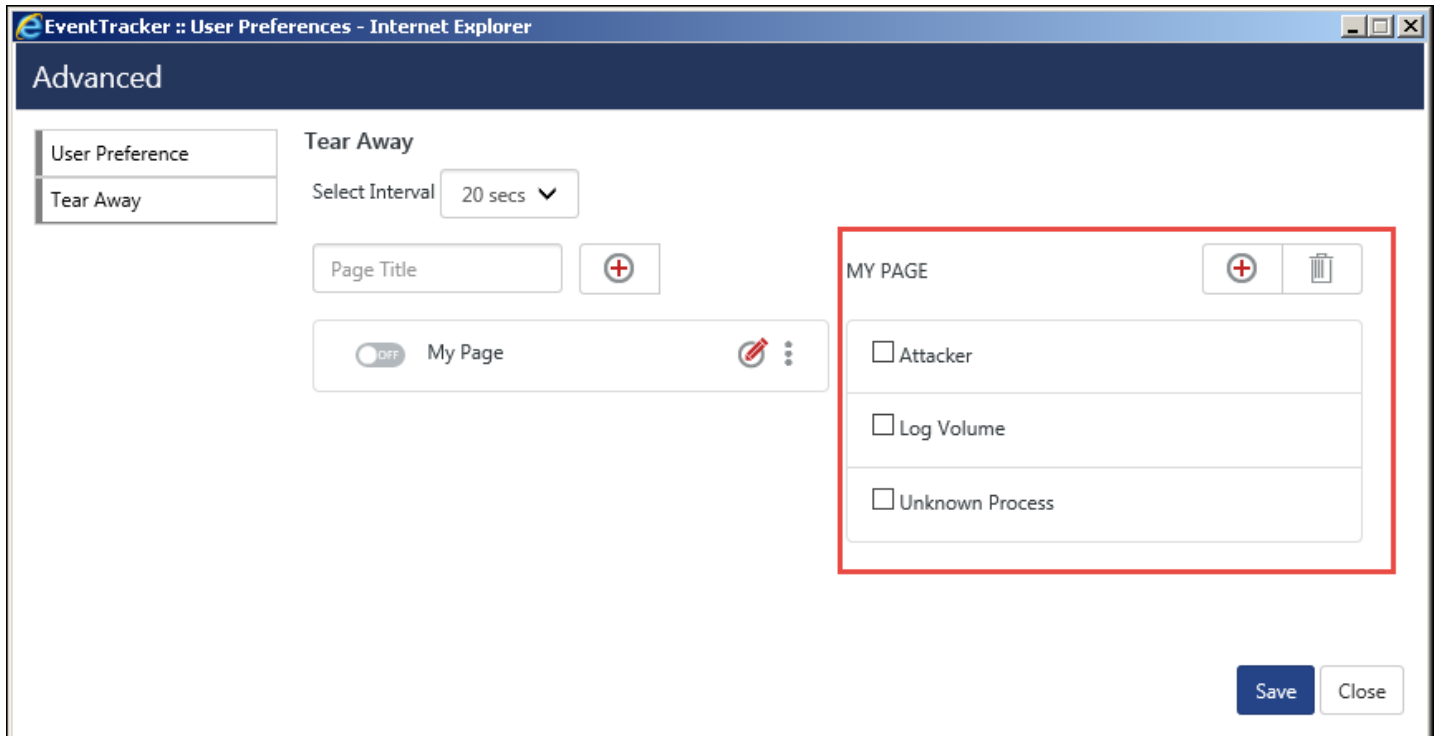 EventTracker :: User Preferences - Internet Explorer
Advanced
User Preference
Tear Away
Tear Away
Select Interval 20 secs
Page Title
OFF My Page
MY PAGE
Attacker
Log Volume
Unknown Process
Save Close